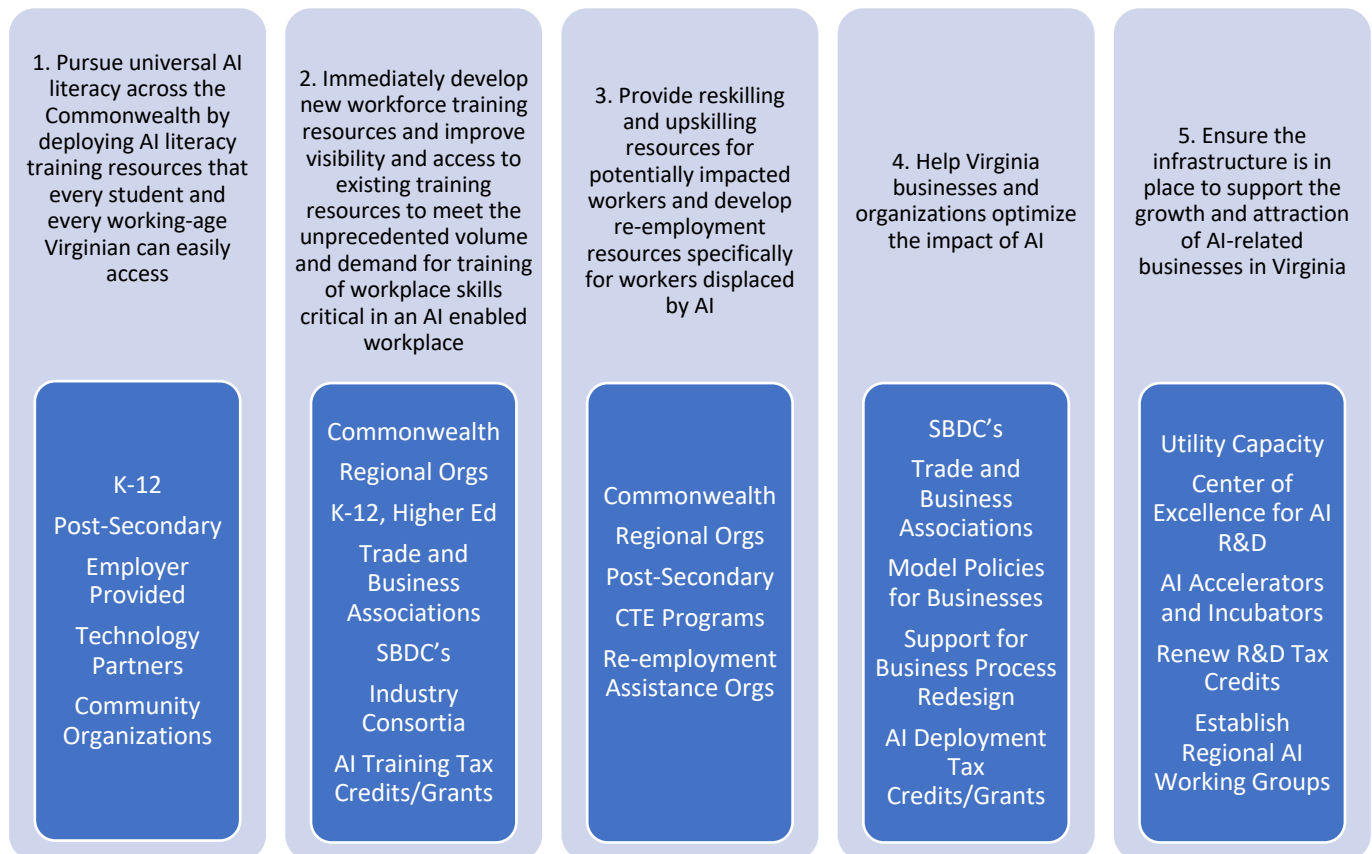 1. Pursue universal AI
literacy across the
Commonwealth by
deploying AI literacy
training resources that
every student and
every working-age
Virginian can easily
access
K-12
Post-Secondary
Employer
Provided
Technology
Partners
Community
Organizations
2. Immediately develop
new workforce training
resources and improve
visibility and access to
existing training
resources to meet the
unprecedented volume
and demand for training
of workplace skills
critical in an AI enabled
workplace
Commonwealth
Regional Orgs
K-12, Higher Ed
Trade and
Business
Associations
SBDC’s
Industry
Consortia
AI Training Tax
Credits/Grants
3. Provide reskilling
and upskilling
resources for
potentially impacted
workers and develop
re-employment
resources specifically
for workers displaced
by AI
Commonwealth
Regional Orgs
Post-Secondary
CTE Programs
Re-employment
Assistance Orgs
4. Help Virginia
businesses and
organizations optimize
the impact of AI
SBDC’s
Trade and
Business
Associations
Model Policies
for Businesses
Support for
Business Process
Redesign
AI Deployment
Tax
Credits/Grants
5. Ensure the
infrastructure is in
place to support the
growth and attraction
of AI-related
businesses in Virginia
Utility Capacity
Center of
Excellence for AI
R&D
AI Accelerators
and Incubators
Renew R&D Tax
Credits
Establish
Regional AI
Working Groups